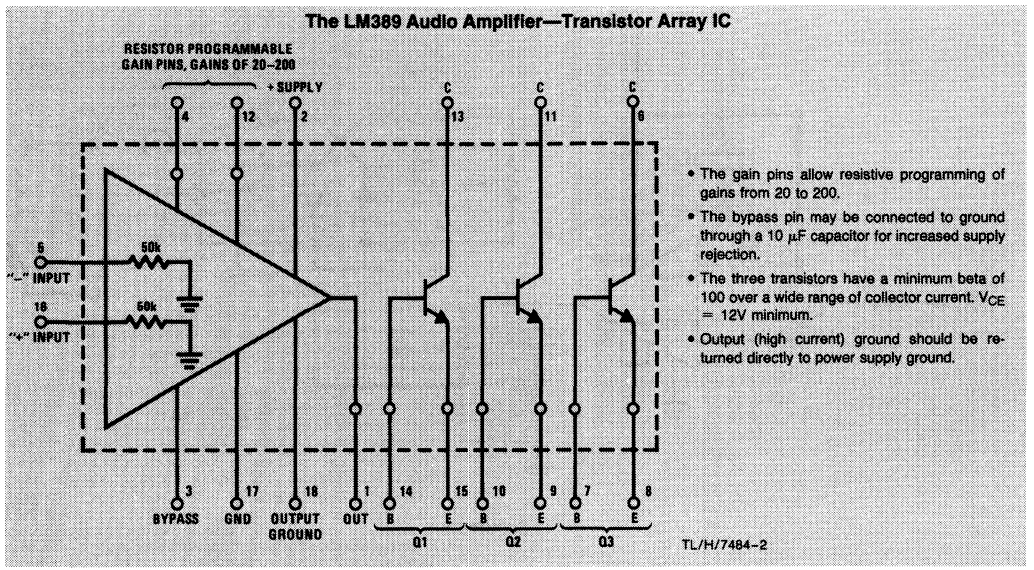 The LM389 Audio Amplifier—Transistor Array IC
RESISTOR PROGRAMMABLE
GAIN PINS, GAINS OF 20–200
+ SUPPLY
C
C
C
4
12
2
13
11
6
5
50k
"–" INPUT
16
50k
"+" INPUT
3
17
18
1
14
15
10
9
7
8
BYPASS
GND
OUTPUT
GROUND
OUT
B
E
B
E
B
E
Q1
Q2
Q3
• The gain pins allow resistive programming of
gains from 20 to 200.
• The bypass pin may be connected to ground
through a 10 μF capacitor for increased supply
rejection.
• The three transistors have a minimum beta of
100 over a wide range of collector current. VCE
= 12V minimum.
• Output (high current) ground should be re-
turned directly to power supply ground.
TL/H/7484–2